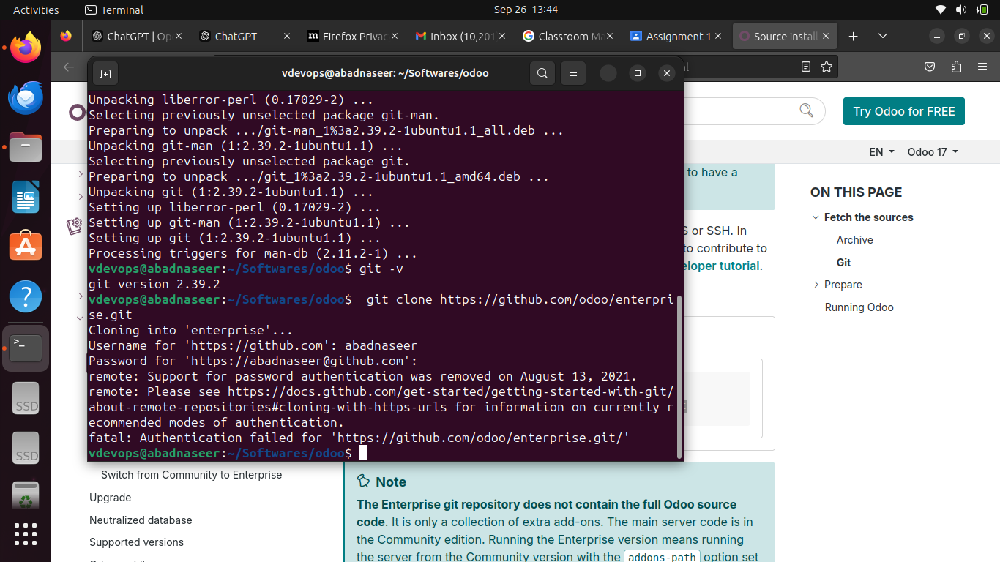 Activities
Terminal
Sep 26 13:44
ChatGPT | Op
ChatGPT
Firefox Privac
Inbox (10,201
Classroom Ma
Assignment 1
Source install
vdevops@abadnaseer: ~/Softwares/odoo
Unpacking liberror-perl (0.17029-2) ...
Selecting previously unselected package git-man.
Preparing to unpack .../git-man_1%3a2.39.2-1ubuntu1.1_all.deb ...
Unpacking git-man (1:2.39.2-1ubuntu1.1) ...
Selecting previously unselected package git.
Preparing to unpack .../git_1%3a2.39.2-1ubuntu1.1_amd64.deb ...
Unpacking git (1:2.39.2-1ubuntu1.1) ...
Setting up liberror-perl (0.17029-2) ...
Setting up git-man (1:2.39.2-1ubuntu1.1) ...
Setting up git (1:2.39.2-1ubuntu1.1) ...
Processing triggers for man-db (2.11.2-1) ...
vdevops@abadnaseer:~/Softwares/odoo$ git -v
git version 2.39.2
vdevops@abadnaseer:~/Softwares/odoo$  git clone https://github.com/odoo/enterpri
se.git
Cloning into 'enterprise'...
Username for 'https://github.com': abadnaseer
Password for 'https://abadnaseer@github.com':
remote: Support for password authentication was removed on August 13, 2021.
remote: Please see https://docs.github.com/get-started/getting-started-with-git/
about-remote-repositories#cloning-with-https-urls for information on currently r
ecommended modes of authentication.
fatal: Authentication failed for 'https://github.com/odoo/enterprise.git/'
vdevops@abadnaseer:~/Softwares/odoo$
Try Odoo for FREE
EN
Odoo 17
to have a
S or SSH. In
to contribute to
eloper tutorial.
ON THIS PAGE
Fetch the sources
Archive
Git
Prepare
Running Odoo
Switch from Community to Enterprise
Upgrade
Neutralized database
Supported versions
Note
The Enterprise git repository does not contain the full Odoo source
code. It is only a collection of extra add-ons. The main server code is in
the Community edition. Running the Enterprise version means running
the server from the Community version with the addons-path option set
SSD
SSD